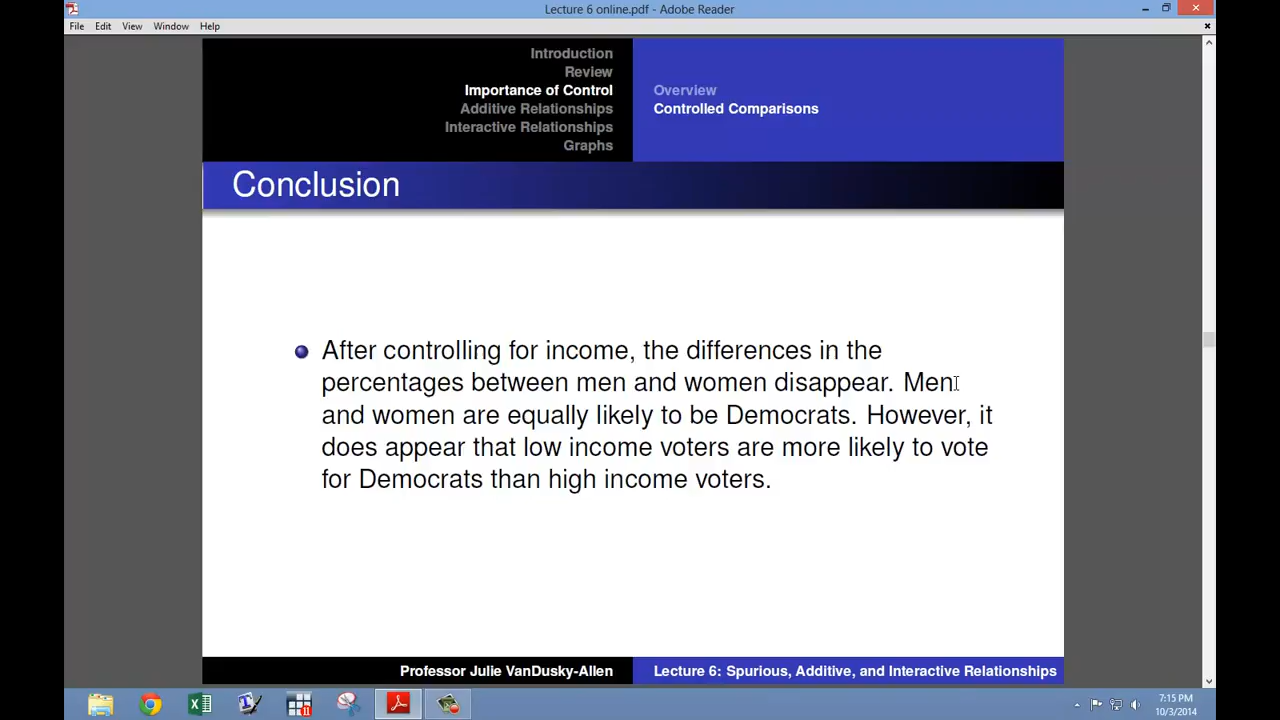 Lecture 6 online.pdf - Adobe Reader
File Edit View Window Help
Introduction
Review
Importance of Control
Additive Relationships
Interactive Relationships
Graphs
Overview
Controlled Comparisons
Conclusion
After controlling for income, the differences in the
percentages between men and women disappear. Men
and women are equally likely to be Democrats. However, it
does appear that low income voters are more likely to vote
for Democrats than high income voters.
Professor Julie VanDusky-Allen
Lecture 6: Spurious, Additive, and Interactive Relationships
7:15 PM
10/3/2014